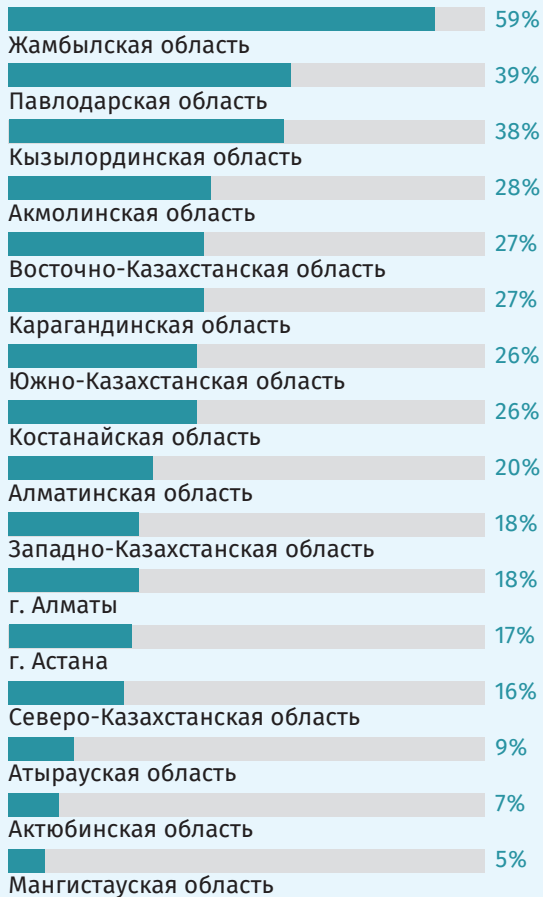 59%
Жамбылская область
39%
Павлодарская область
38%
Кызылординская область
28%
Акмолинская область
27%
Восточно-Казахстанская область
27%
Карагандинская область
26%
Южно-Казахстанская область
26%
Костанайская область
20%
Алматинская область
18%
Западно-Казахстанская область
18%
г. Алматы
17%
г. Астана
16%
Северо-Казахстанская область
9%
Атырауская область
7%
Актюбинская область
5%
Мангистауская область